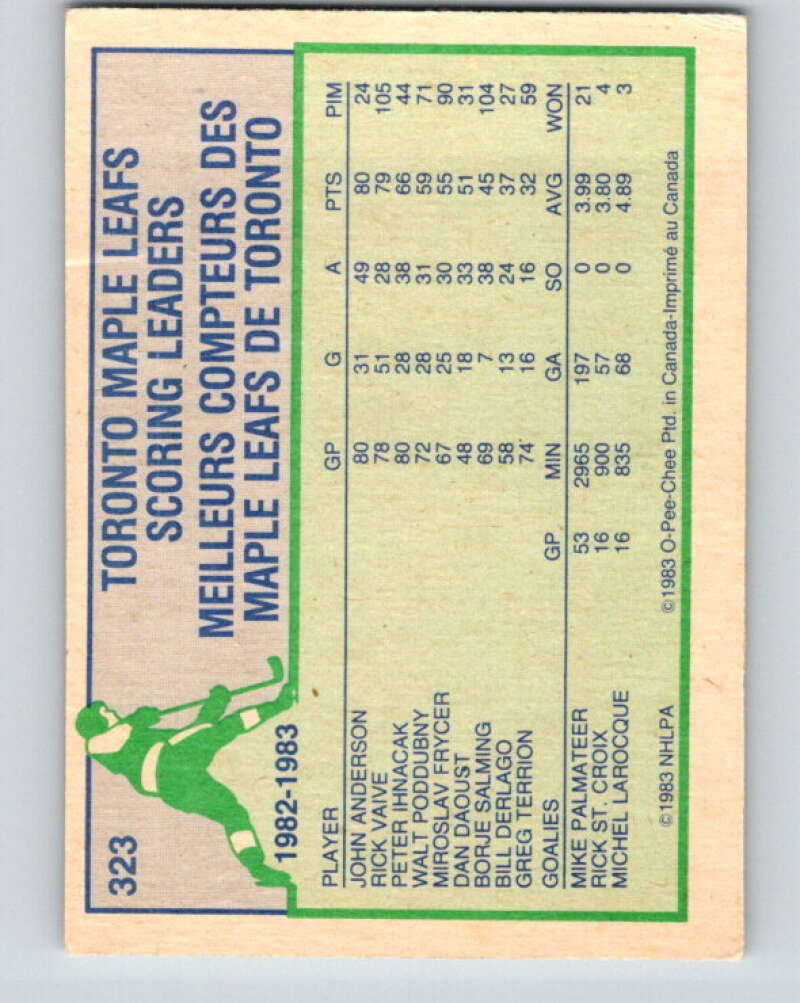 323
TORONTO MAPLE LEAFS
SCORING LEADERS
MEILLEURS COMPTEURS DES
MAPLE LEAFS DE TORONTO
1982-1983
PLAYER GP G A PTS PIM
JOHN ANDERSON 80 31 49 80 24
RICK VAIVE 78 51 28 79 105
PETER IHNACAK 80 28 38 66 44
WALT PODDUBNY 72 28 31 59 71
MIROSLAV FRYCER 67 25 30 55 90
DAN DAOUST 48 18 33 51 31
BORJE SALMING 69 7 38 45 104
BILL DERLAGO 58 13 24 37 27
GREG TERRION 74 16 16 32 59
GOALIES GP MIN GA SO AVG WON
MIKE PALMATEER 53 2965 197 0 3.99 21
RICK ST. CROIX 16 900 57 0 3.80 4
MICHEL LAROCQUE 16 835 68 0 4.89 3
©1983 NHLPA ©1983 O-Pee-Chee Ptd. in Canada-Imprimé au Canada